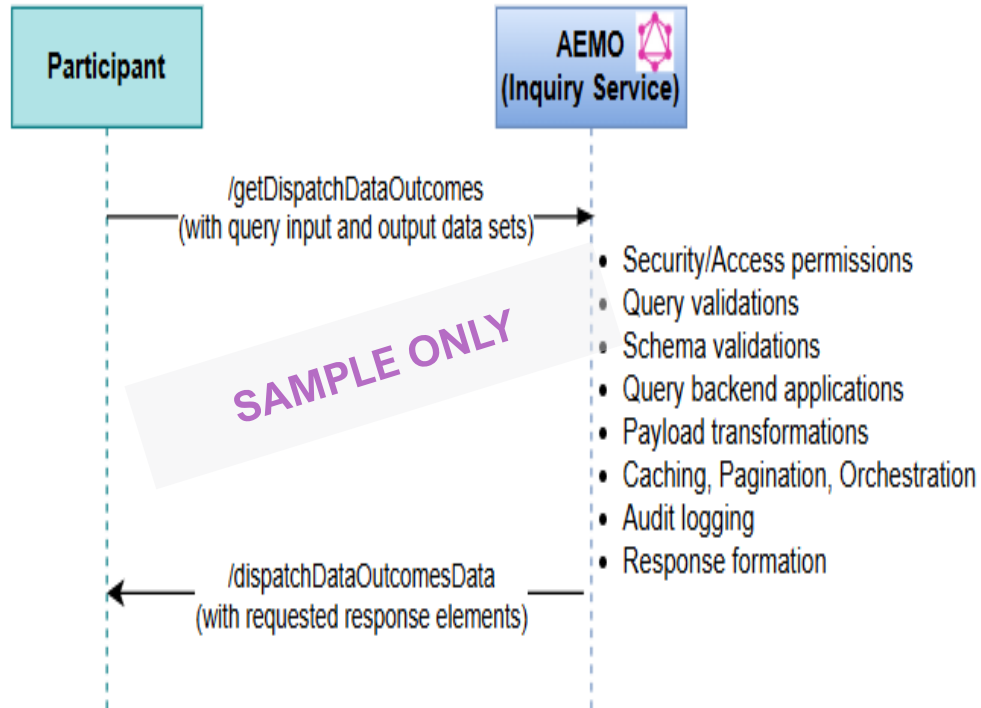 Participant
AEMO
(Inquiry Service)
/getDispatchDataOutcomes
(with query input and output data sets)
• Security/Access permissions
• Query validations
• Schema validations
• Query backend applications
• Payload transformations
• Caching, Pagination, Orchestration
• Audit logging
• Response formation
SAMPLE ONLY
/dispatchDataOutcomesData
(with requested response elements)